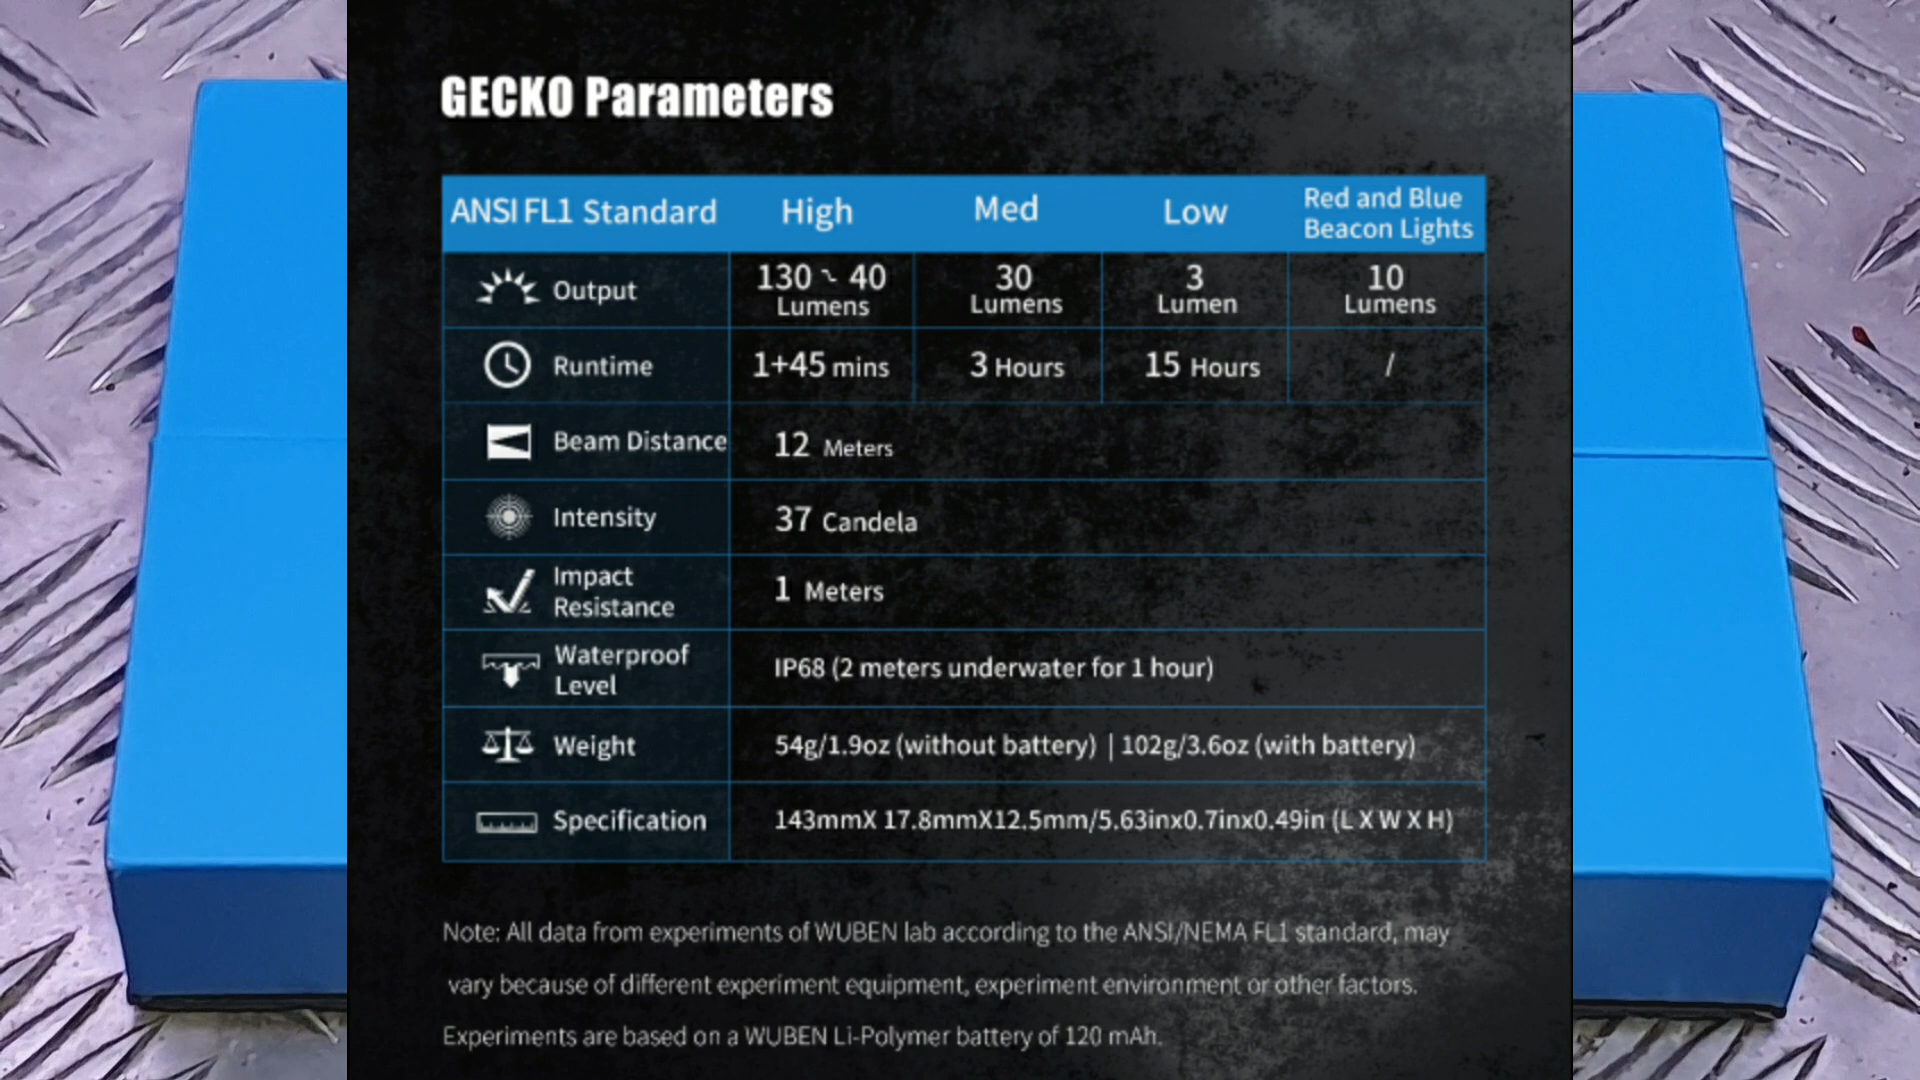 GECKO Parameters
ANSI FL1 Standard High Med Low Red and Blue Beacon Lights
Output 130 ~ 40 Lumens 30 Lumens 3 Lumen 10 Lumens
Runtime 1+45 mins 3 Hours 15 Hours /
Beam Distance 12 Meters
Intensity 37 Candela
Impact Resistance 1 Meters
Waterproof Level IP68 (2 meters underwater for 1 hour)
Weight 54g/1.9oz (without battery) | 102g/3.6oz (with battery)
Specification 143mmX 17.8mmX12.5mm/5.63inx0.7inx0.49in (L X W X H)
Note: All data from experiments of WUBEN lab according to the ANSI/NEMA FL1 standard, may
vary because of different experiment equipment, experiment environment or other factors.
Experiments are based on a WUBEN Li-Polymer battery of 120 mAh.